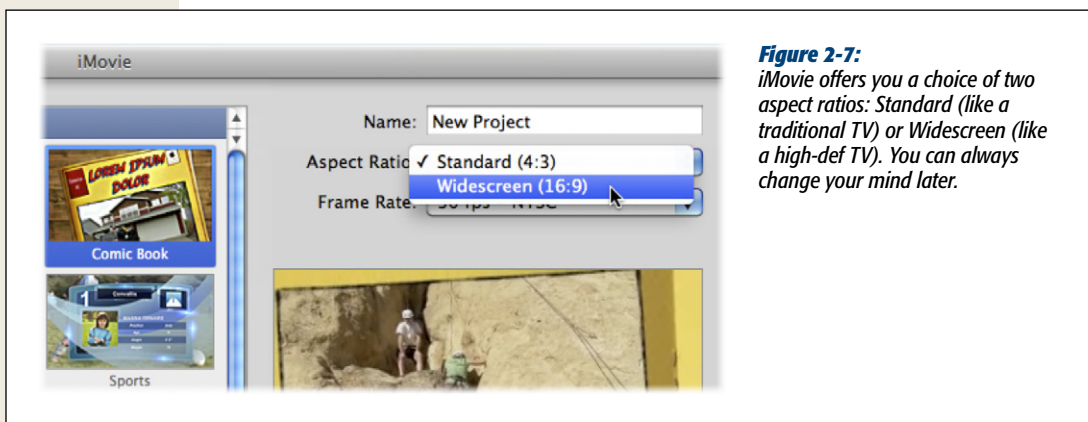 iMovie
Name: New Project
Aspect Ratio ✓ Standard (4:3)
Widescreen (16:9)
Frame Rate:
LOREM IPSUM
DOLOR
Comic Book
1
Sports
Figure 2-7:
iMovie offers you a choice of two
aspect ratios: Standard (like a
traditional TV) or Widescreen (like
a high-def TV). You can always
change your mind later.